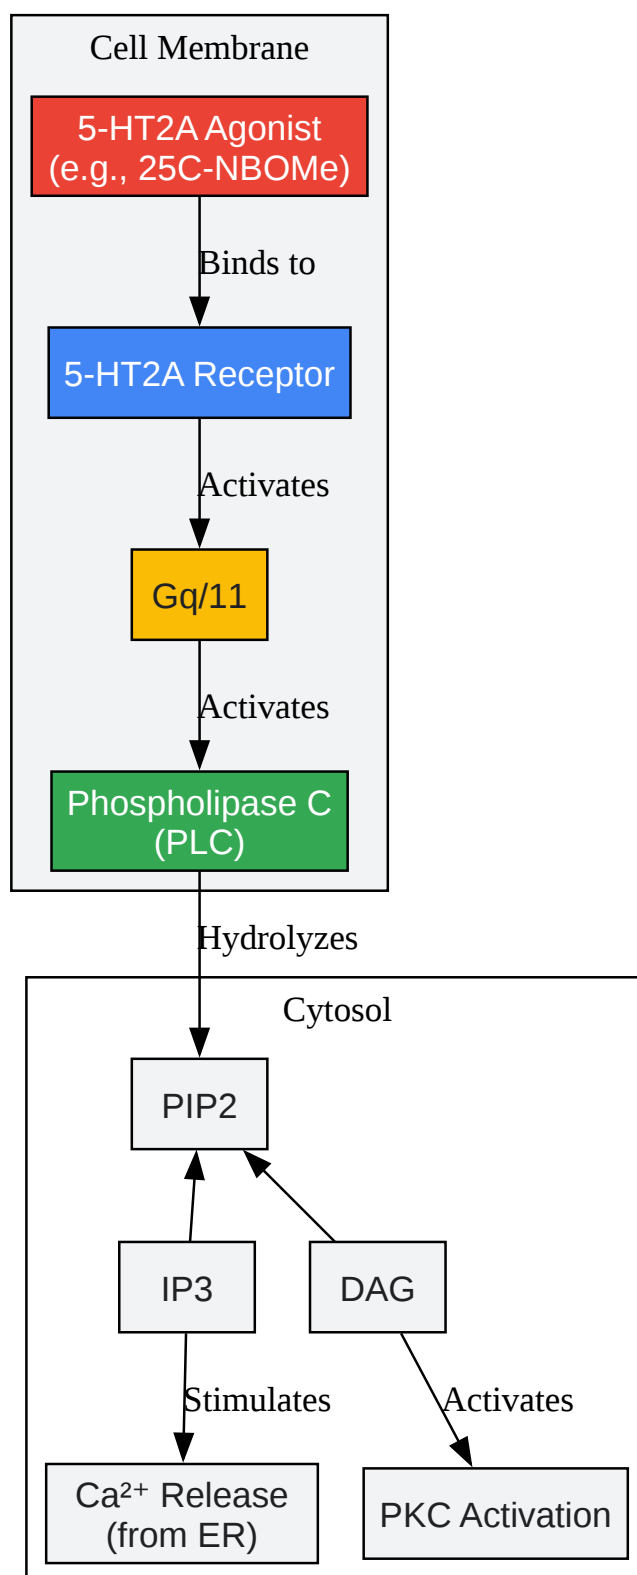 Cell Membrane
5-HT2A Agonist
(e.g., 25C-NBOMe)
Binds to
5-HT2A Receptor
Activates
Gq/11
Activates
Phospholipase C
(PLC)
Hydrolyzes
Cytosol
PIP2
IP3
DAG
Stimulates
Activates
Ca²⁺ Release
(from ER)
PKC Activation